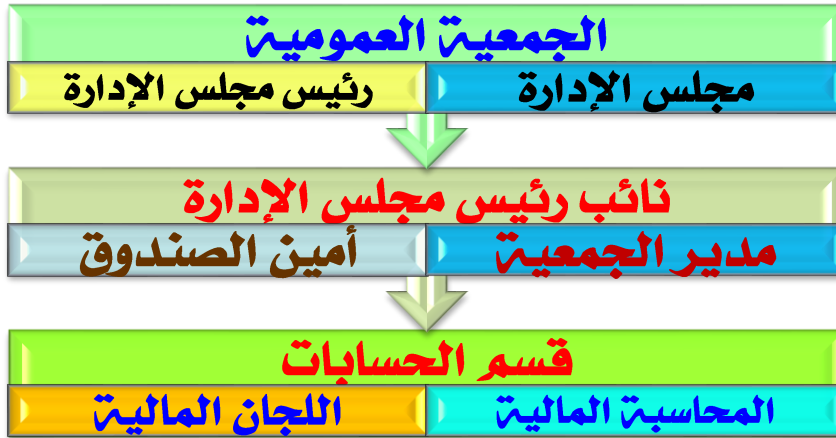 الجمعية العمومية
مجلس الإدارة
رئيس مجلس الإدارة
نائب رئيس مجلس الإدارة
مدير الجمعية
أمين الصندوق
قسم الحسابات
المحاسبة المالية
اللجان المالية